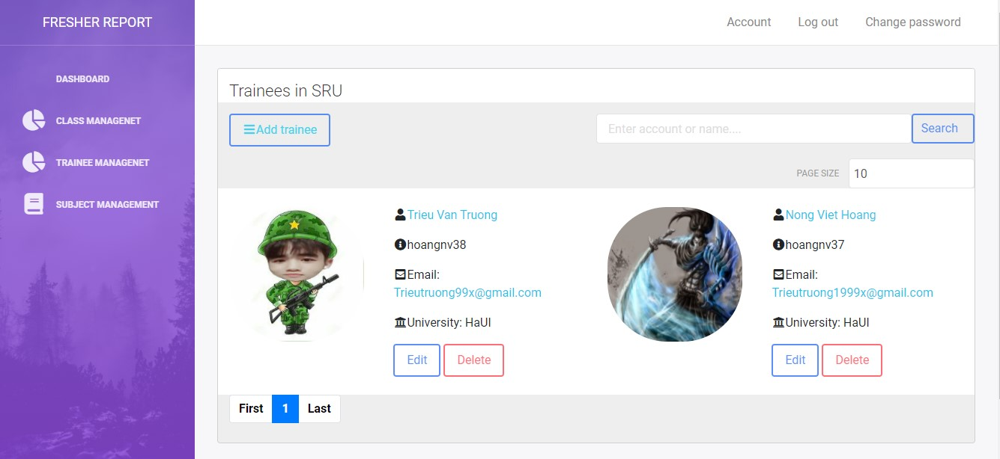 FRESHER REPORT
Account Log out Change password
DASHBOARD
CLASS MANAGENET
TRAINEE MANAGENET
SUBJECT MANAGEMENT
Trainees in SRU
Add trainee
Enter account or name....
Search
PAGE SIZE 10
Trieu Van Truong
hoangnv38
Email:
Trieutruong99x@gmail.com
University: HaUI
Edit Delete
Nong Viet Hoang
hoangnv37
Email:
Trieutruong1999x@gmail.com
University: HaUI
Edit Delete
First 1 Last